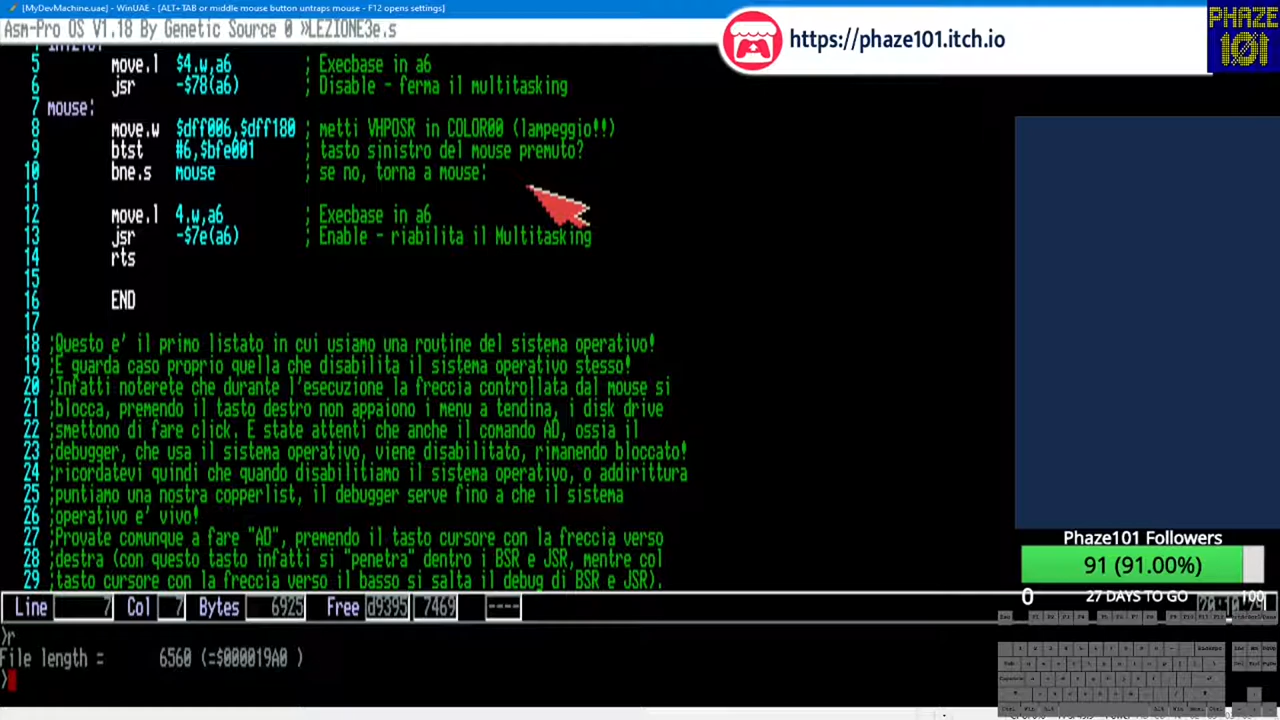 [MyDevMachine.uae] - WinUAE - [ALT+TAB or middle mouse button untraps mouse - F12 opens settings]
Asm-Pro OS V1.18 By Genetic Source 0 »LEZIONE3e.s
https://phaze101.itch.io
PHAZE
101
5 move.l $4.w,a6 ; Execbase in a6
6 jsr -$78(a6) ; Disable - ferma il multitasking
7 mouse:
8 move.w $dff006,$dff180 ; metti VHPOSR in COLOR00 (lampeggio!!)
9 btst #6,$bfe001 ; tasto sinistro del mouse premuto?
10 bne.s mouse ; se no, torna a mouse:
11
12 move.l 4.w,a6 ; Execbase in a6
13 jsr -$7e(a6) ; Enable - riabilita il Multitasking
14 rts
15
16 END
17
18 ;Questo e' il primo listato in cui usiamo una routine del sistema operativo!
19 ;E guarda caso proprio quella che disabilita il sistema operativo stesso!
20 ;Infatti noterete che durante l'esecuzione la freccia controllata dal mouse si
21 ;blocca, premendo il tasto destro non appaiono i menu a tendina, i disk drive
22 ;smettono di fare click. E state attenti che anche il comando AD, ossia il
23 ;debugger, che usa il sistema operativo, viene disabilitato, rimanendo bloccato!
24 ;ricordatevi quindi che quando disabilitiamo il sistema operativo, o addirittura
25 ;puntiamo una nostra copperlist, il debugger serve fino a che il sistema
26 ;operativo e' vivo!
27 ;Provate comunque a fare "AD", premendo il tasto cursore con la freccia verso
28 ;destra (con questo tasto infatti si "penetra" dentro i BSR e JSR, mentre col
29 ;tasto cursore con la freccia verso il basso si salta il debug di BSR e JSR).
Phaze101 Followers
91 (91.00%)
0 27 DAYS TO GO 100
Line 7 Col 7 Bytes 6925 Free d9395 7469 ----
>r
File length = 6560 (=$000019A0 )
>